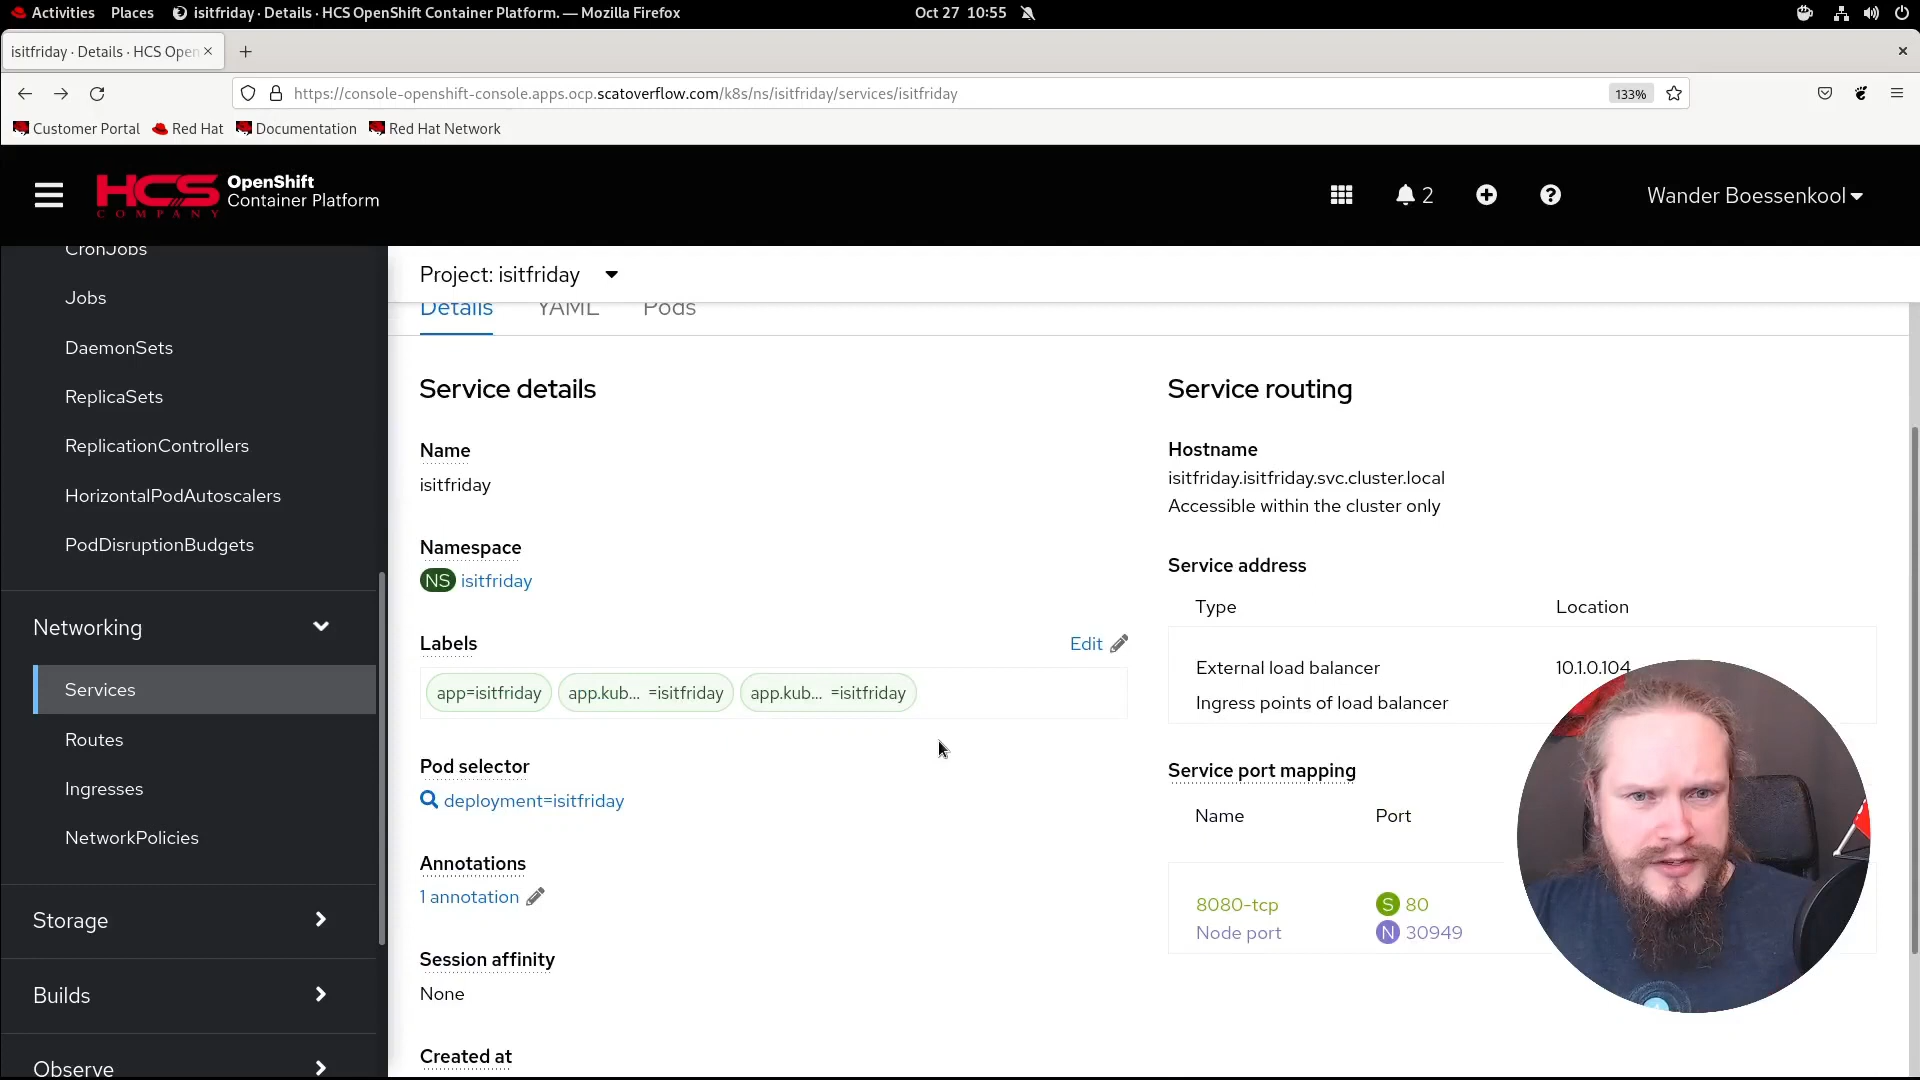 Activities Places isitfriday · Details · HCS OpenShift Container Platform. — Mozilla Firefox Oct 27 10:55
isitfriday · Details · HCS Open
https://console-openshift-console.apps.ocp.scatoverflow.com/k8s/ns/isitfriday/services/isitfriday 133%
Customer Portal Red Hat Documentation Red Hat Network
HCS COMPANY OpenShift Container Platform 2 Wander Boessenkool
CronJobs
Jobs
DaemonSets
ReplicaSets
ReplicationControllers
HorizontalPodAutoscalers
PodDisruptionBudgets
Networking
Services
Routes
Ingresses
NetworkPolicies
Storage
Builds
Observe
Project: isitfriday
Details YAML Pods
Service details
Name
isitfriday
Namespace
NS isitfriday
Labels Edit
app=isitfriday app.kub... =isitfriday app.kub... =isitfriday
Pod selector
deployment=isitfriday
Annotations
1 annotation
Session affinity
None
Created at
Service routing
Hostname
isitfriday.isitfriday.svc.cluster.local
Accessible within the cluster only
Service address
Type Location
External load balancer 10.1.0.104
Ingress points of load balancer
Service port mapping
Name Port
8080-tcp S 80
Node port N 30949